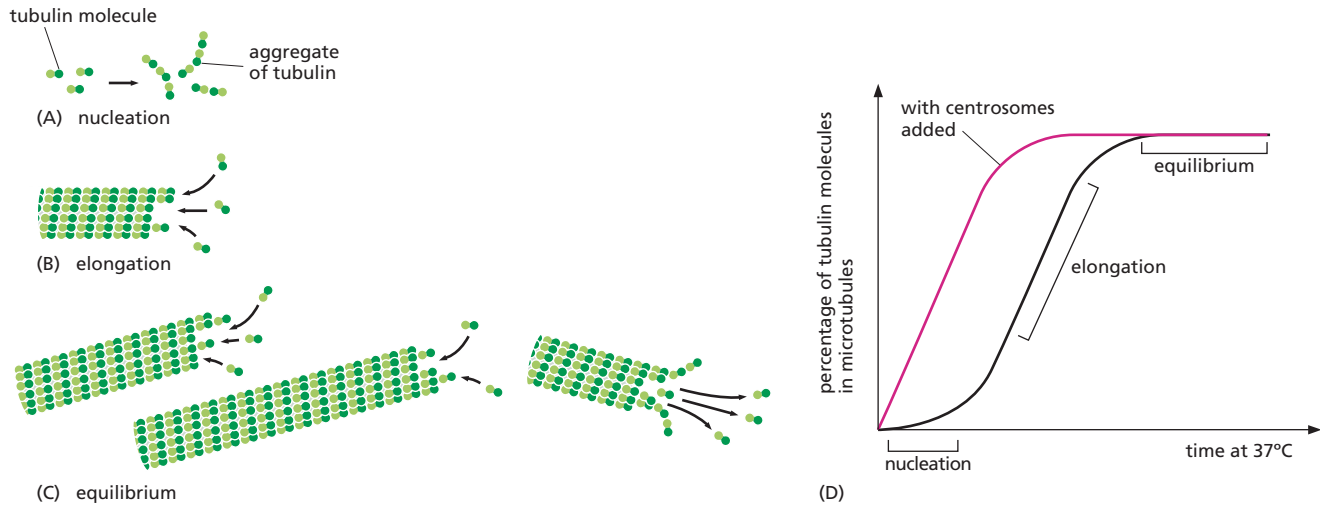 tubulin molecule
aggregate
of tubulin
(A) nucleation
(B) elongation
(C) equilibrium
percentage of tubulin molecules
in microtubules
with centrosomes
added
equilibrium
elongation
nucleation
time at 37°C
(D)